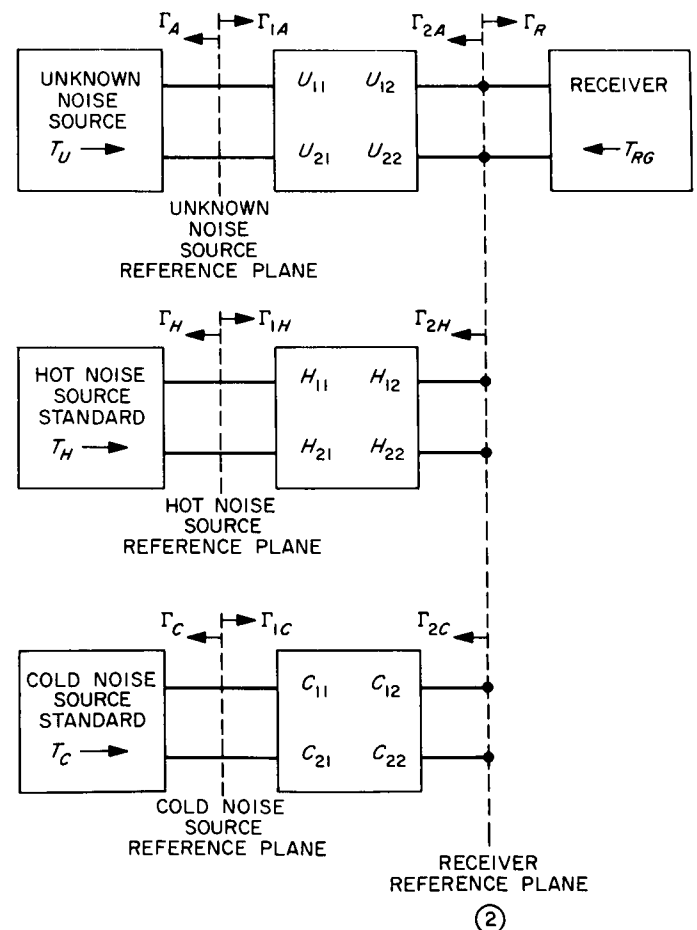 Γ_A Γ_1A Γ_2A Γ_R
UNKNOWN
NOISE
SOURCE
T_U
U_11 U_12
U_21 U_22
RECEIVER
T_RG
UNKNOWN
NOISE
SOURCE
REFERENCE PLANE
Γ_H Γ_1H Γ_2H
HOT NOISE
SOURCE
STANDARD
T_H
H_11 H_12
H_21 H_22
HOT NOISE
SOURCE
REFERENCE PLANE
Γ_C Γ_1C Γ_2C
COLD NOISE
SOURCE
STANDARD
T_C
C_11 C_12
C_21 C_22
COLD NOISE
SOURCE
REFERENCE PLANE
RECEIVER
REFERENCE PLANE
2